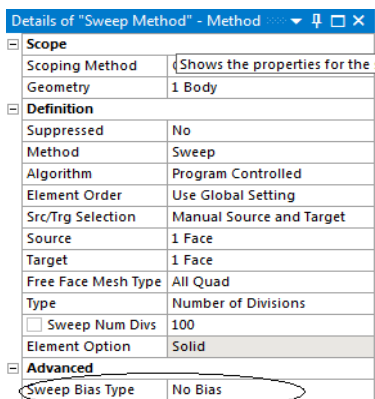 Details of "Sweep Method" - Method
Scope
Scoping Method Shows the properties for the
Geometry 1 Body
Definition
Suppressed No
Method Sweep
Algorithm Program Controlled
Element Order Use Global Setting
Src/Trg Selection Manual Source and Target
Source 1 Face
Target 1 Face
Free Face Mesh Type All Quad
Type Number of Divisions
Sweep Num Divs 100
Element Option Solid
Advanced
Sweep Bias Type No Bias